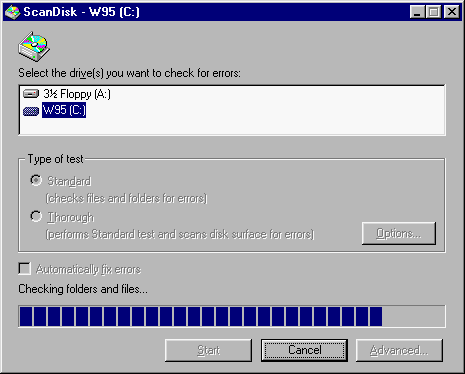 ScanDisk - W95 (C:)
Select the drive(s) you want to check for errors:
3½ Floppy (A:)
W95 (C:)
Type of test
Standard
(checks files and folders for errors)
Thorough
(performs Standard test and scans disk surface for errors)
Options...
Automatically fix errors
Checking folders and files...
Start Cancel Advanced...